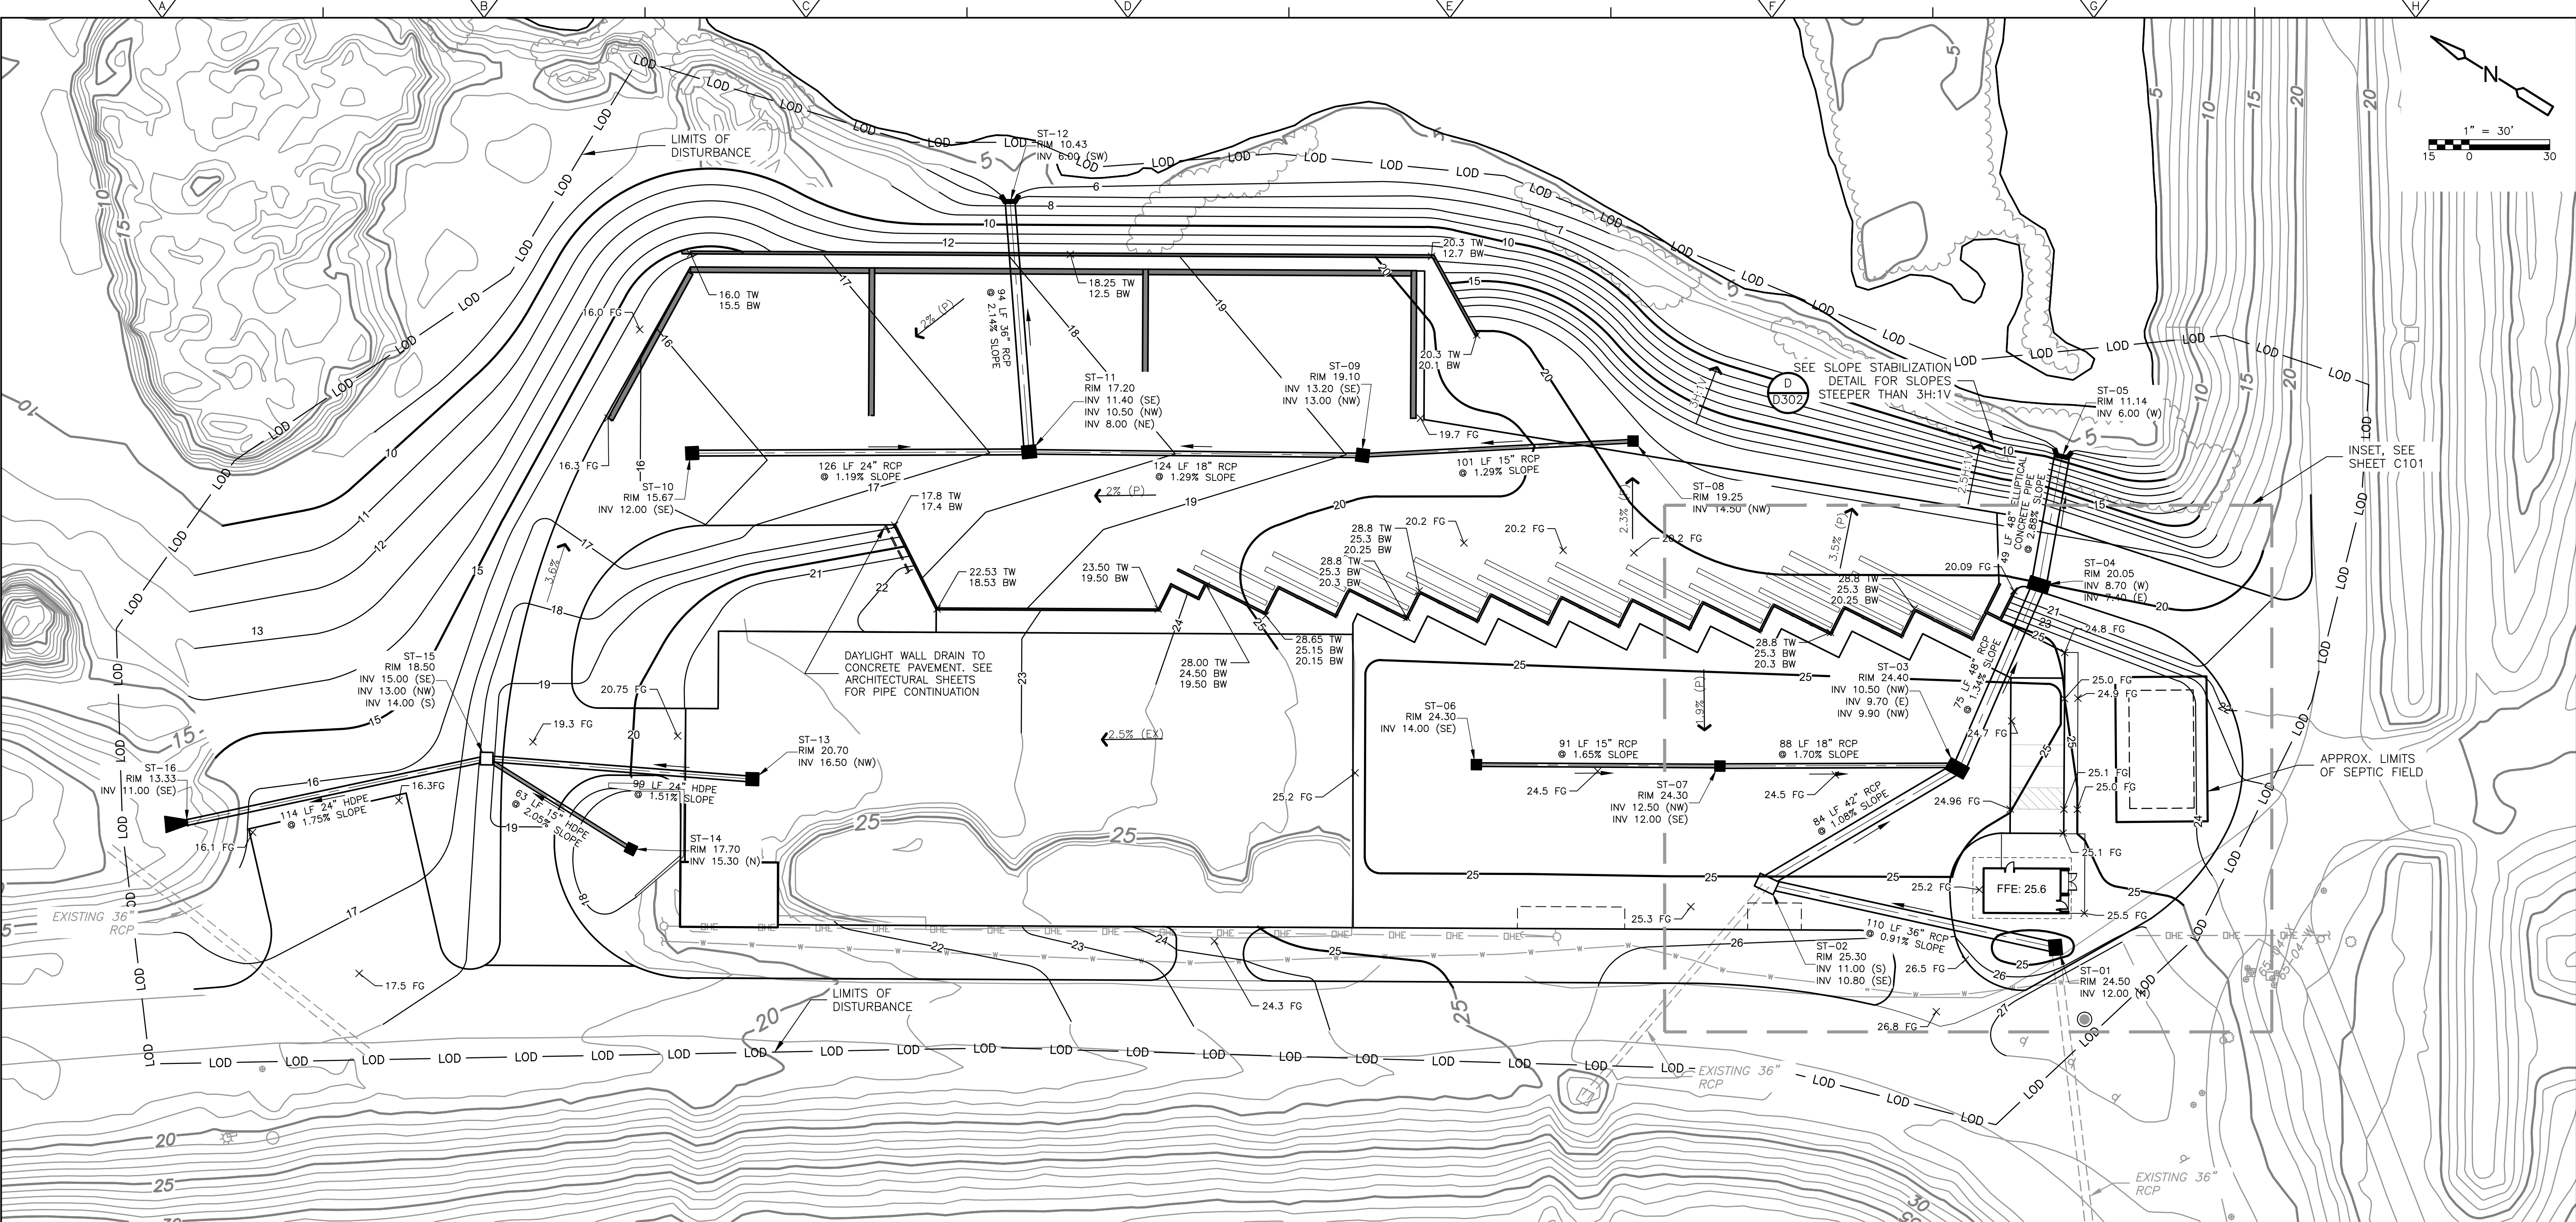 A
B
C
D
E
F
G
H
N
1" = 30'
15 0 30
LIMITS OF
DISTURBANCE
ST-12
RIM 10.43
INV 6.00 (SW)
20.3 TW
12.7 BW
18.25 TW
12.5 BW
16.0 TW
15.5 BW
16.0 FG
2% (P)
94 LF 36" RCP
@ 2.14% SLOPE
20.3 TW
20.1 BW
ST-09
RIM 19.10
INV 13.20 (SE)
INV 13.00 (NW)
ST-11
RIM 17.20
INV 11.40 (SE)
INV 10.50 (NW)
INV 8.00 (NE)
3H:1V
D
D302
SEE SLOPE STABILIZATION
DETAIL FOR SLOPES
STEEPER THAN 3H:1V
ST-05
RIM 11.14
INV 6.00 (W)
INSET, SEE
SHEET C101
19.7 FG
16.3 FG
126 LF 24" RCP
@ 1.19% SLOPE
124 LF 18" RCP
@ 1.29% SLOPE
101 LF 15" RCP
@ 1.29% SLOPE
ST-10
RIM 15.67
INV 12.00 (SE)
ST-08
RIM 19.25
INV 14.50 (NW)
2% (P)
2.3% (P)
3.5% (P)
2.5H:1V
49 LF 48" ELLIPTICAL
CONCRETE PIPE
@ 2.88% SLOPE
17.8 TW
17.4 BW
28.8 TW
25.3 BW
20.25 BW
20.2 FG
20.2 FG
20.2 FG
28.8 TW
25.3 BW
20.3 BW
3.6%
22.53 TW
18.53 BW
23.50 TW
19.50 BW
20.09 FG
28.8 TW
25.3 BW
20.25 BW
ST-04
RIM 20.05
INV 8.70 (W)
INV 7.40 (E)
24.8 FG
28.65 TW
25.15 BW
20.15 BW
28.00 TW
24.50 BW
19.50 BW
28.8 TW
25.3 BW
20.3 BW
DAYLIGHT WALL DRAIN TO
CONCRETE PAVEMENT. SEE
ARCHITECTURAL SHEETS
FOR PIPE CONTINUATION
ST-15
RIM 18.50
INV 15.00 (SE)
INV 13.00 (NW)
INV 14.00 (S)
20.75 FG
19.3 FG
ST-03
RIM 24.40
INV 10.50 (NW)
INV 9.70 (E)
INV 9.90 (NW)
75 LF 48" RCP
@ 1.34% SLOPE
25.0 FG
24.9 FG
24.7 FG
1.9% (P)
ST-06
RIM 24.30
INV 14.00 (SE)
2.5% (EX)
91 LF 15" RCP
@ 1.65% SLOPE
88 LF 18" RCP
@ 1.70% SLOPE
ST-13
RIM 20.70
INV 16.50 (NW)
ST-16
RIM 13.33
INV 11.00 (SE)
114 LF 24" HDPE
@ 1.75% SLOPE
16.3FG
16.1 FG
99 LF 24" HDPE
@ 1.51% SLOPE
63 LF 15" HDPE
@ 2.05% SLOPE
25.2 FG
24.5 FG
ST-07
RIM 24.30
INV 12.50 (NW)
INV 12.00 (SE)
24.5 FG
84 LF 42" RCP
@ 1.08% SLOPE
24.96 FG
25.1 FG
25.0 FG
APPROX. LIMITS
OF SEPTIC FIELD
ST-14
RIM 17.70
INV 15.30 (N)
25.1 FG
25.2 FG
FFE: 25.6
25.5 FG
25.3 FG
110 LF 36" RCP
@ 0.91% SLOPE
EXISTING 36"
RCP
ST-02
RIM 25.30
INV 11.00 (S)
INV 10.80 (SE)
26.5 FG
ST-01
RIM 24.50
INV 12.00 (N)
17.5 FG
24.3 FG
26.8 FG
LIMITS OF
DISTURBANCE
EXISTING 36"
RCP
EXISTING 36"
RCP